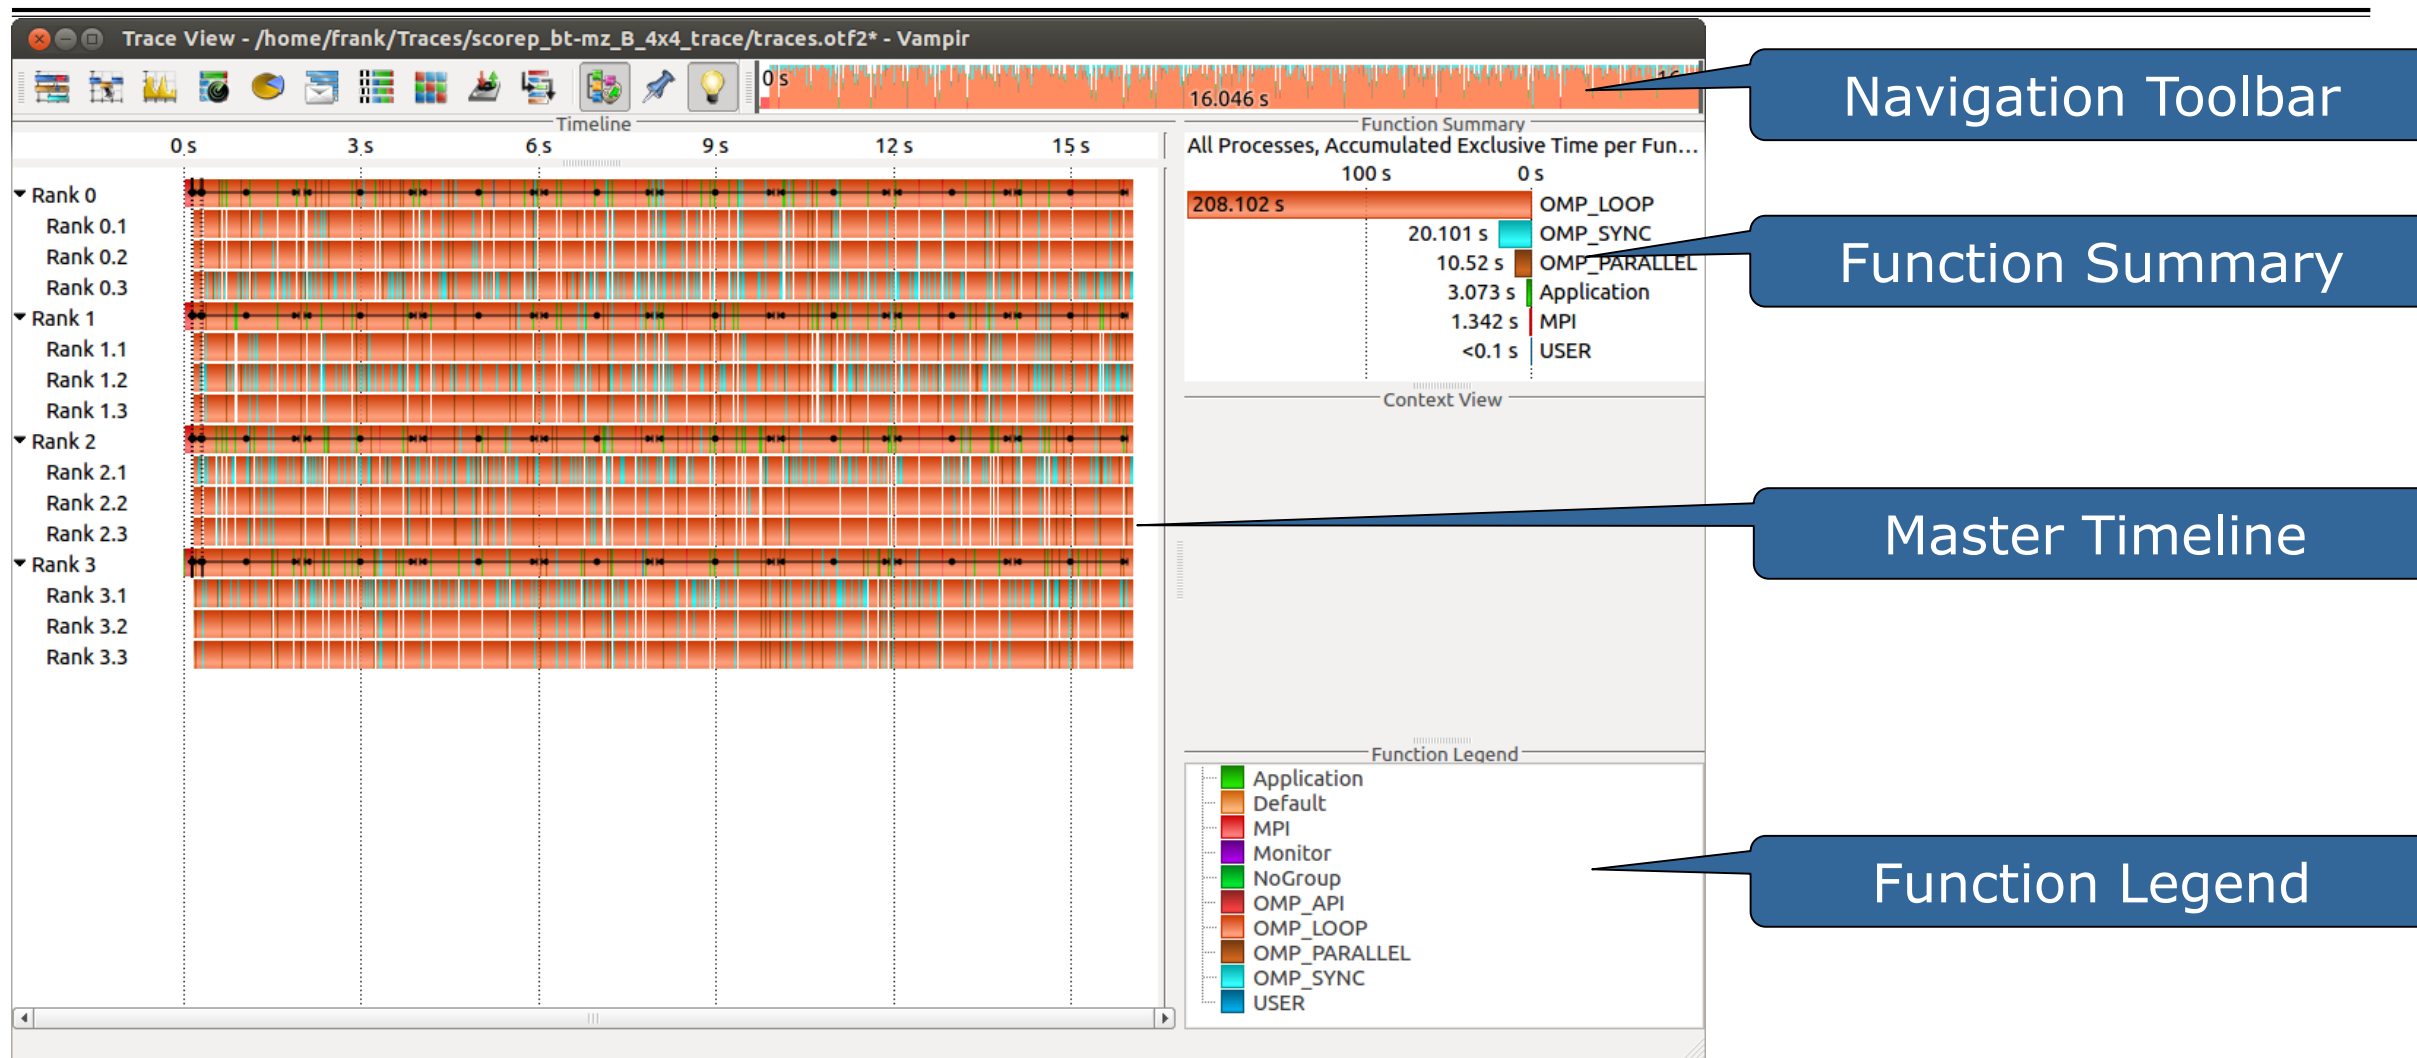 Trace View - /home/frank/Traces/scorep_bt-mz_B_4x4_trace/traces.otf2* - Vampir
0 s
16.046 s
Timeline
0 s 3 s 6 s 9 s 12 s 15 s
Rank 0
Rank 0.1
Rank 0.2
Rank 0.3
Rank 1
Rank 1.1
Rank 1.2
Rank 1.3
Rank 2
Rank 2.1
Rank 2.2
Rank 2.3
Rank 3
Rank 3.1
Rank 3.2
Rank 3.3
Function Summary
All Processes, Accumulated Exclusive Time per Fun...
100 s 0 s
208.102 s OMP_LOOP
20.101 s OMP_SYNC
10.52 s OMP_PARALLEL
3.073 s Application
1.342 s MPI
<0.1 s USER
Context View
Function Legend
Application
Default
MPI
Monitor
NoGroup
OMP_API
OMP_LOOP
OMP_PARALLEL
OMP_SYNC
USER
Navigation Toolbar
Function Summary
Master Timeline
Function Legend